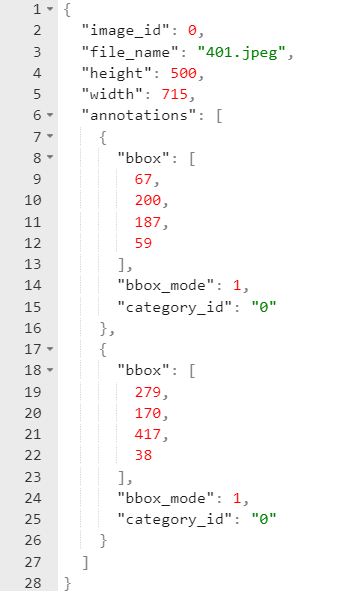 1 {
2 "image_id": 0,
3 "file_name": "401.jpeg",
4 "height": 500,
5 "width": 715,
6 "annotations": [
7 {
8 "bbox": [
9 67,
10 200,
11 187,
12 59
13 ],
14 "bbox_mode": 1,
15 "category_id": "0"
16 },
17 {
18 "bbox": [
19 279,
20 170,
21 417,
22 38
23 ],
24 "bbox_mode": 1,
25 "category_id": "0"
26 }
27 ]
28 }